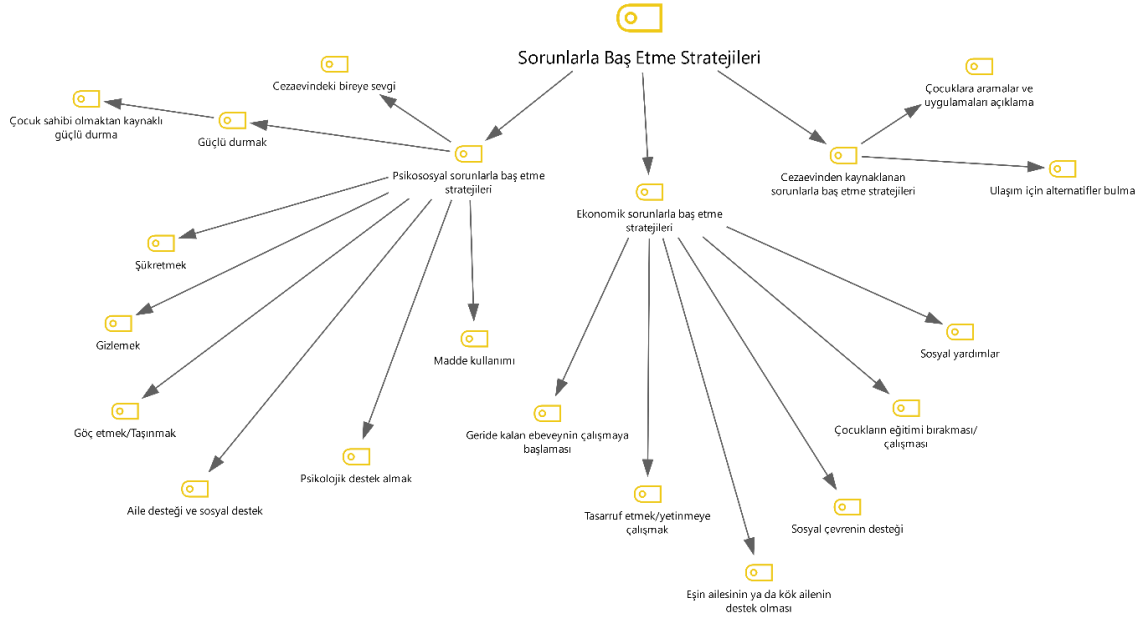 Sorunlarla Baş Etme Stratejileri
Cezaevindeki bireye sevgi
Çocuklara aramalar ve
uygulamaları açıklama
Çocuk sahibi olmaktan kaynaklı
güçlü durma
Güçlü durmak
Psikososyal sorunlarla baş etme
stratejileri
Cezaevinden kaynaklanan
sorunlarla baş etme stratejileri
Ulaşım için alternatifler bulma
Ekonomik sorunlarla baş etme
stratejileri
Şükretmek
Gizlemek
Madde kullanımı
Sosyal yardımlar
Göç etmek/Taşınmak
Geride kalan ebeveynin çalışmaya
başlaması
Çocukların eğitimi bırakması/
çalışması
Psikolojik destek almak
Aile desteği ve sosyal destek
Tasarruf etmek/yetinmeye
çalışmak
Sosyal çevrenin desteği
Eşin ailesinin ya da kök ailenin
destek olması